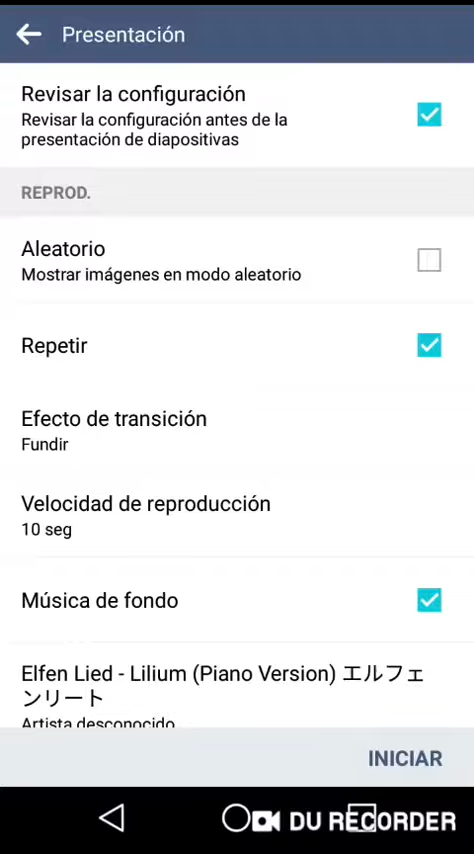 Presentación
Revisar la configuración
Revisar la configuración antes de la
presentación de diapositivas
REPROD.
Aleatorio
Mostrar imágenes en modo aleatorio
Repetir
Efecto de transición
Fundir
Velocidad de reproducción
10 seg
Música de fondo
Elfen Lied - Lilium (Piano Version) エルフェ
ンリート
Artista desconocido
INICIAR
DU RECORDER